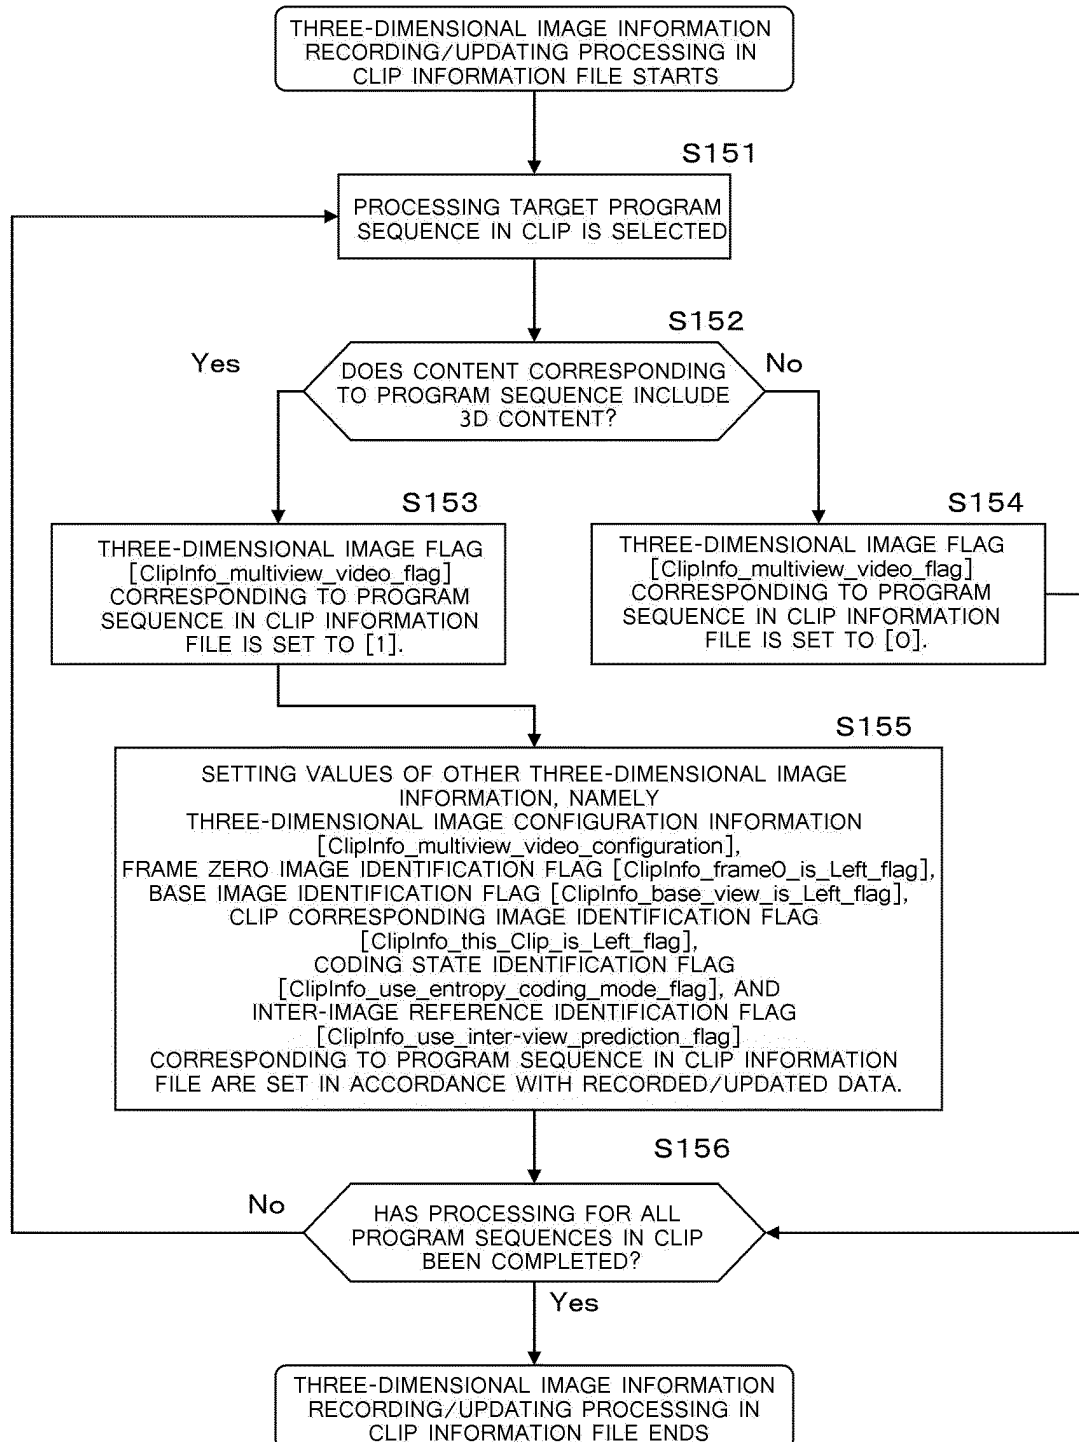 THREE-DIMENSIONAL IMAGE INFORMATION
RECORDING/UPDATING PROCESSING IN
CLIP INFORMATION FILE STARTS
S151
PROCESSING TARGET PROGRAM
SEQUENCE IN CLIP IS SELECTED
S152
Yes
No
DOES CONTENT CORRESPONDING
TO PROGRAM SEQUENCE INCLUDE
3D CONTENT?
S153
THREE-DIMENSIONAL IMAGE FLAG
[ClipInfo_multiview_video_flag]
CORRESPONDING TO PROGRAM
SEQUENCE IN CLIP INFORMATION
FILE IS SET TO [1].
S154
THREE-DIMENSIONAL IMAGE FLAG
[ClipInfo_multiview_video_flag]
CORRESPONDING TO PROGRAM
SEQUENCE IN CLIP INFORMATION
FILE IS SET TO [0].
S155
SETTING VALUES OF OTHER THREE-DIMENSIONAL IMAGE
INFORMATION, NAMELY
THREE-DIMENSIONAL IMAGE CONFIGURATION INFORMATION
[ClipInfo_multiview_video_configuration],
FRAME ZERO IMAGE IDENTIFICATION FLAG [ClipInfo_frame0_is_Left_flag],
BASE IMAGE IDENTIFICATION FLAG [ClipInfo_base_view_is_Left_flag],
CLIP CORRESPONDING IMAGE IDENTIFICATION FLAG
[ClipInfo_this_Clip_is_Left_flag],
CODING STATE IDENTIFICATION FLAG
[ClipInfo_use_entropy_coding_mode_flag], AND
INTER-IMAGE REFERENCE IDENTIFICATION FLAG
[ClipInfo_use_inter-view_prediction_flag]
CORRESPONDING TO PROGRAM SEQUENCE IN CLIP INFORMATION
FILE ARE SET IN ACCORDANCE WITH RECORDED/UPDATED DATA.
S156
No
HAS PROCESSING FOR ALL
PROGRAM SEQUENCES IN CLIP
BEEN COMPLETED?
Yes
THREE-DIMENSIONAL IMAGE INFORMATION
RECORDING/UPDATING PROCESSING IN
CLIP INFORMATION FILE ENDS